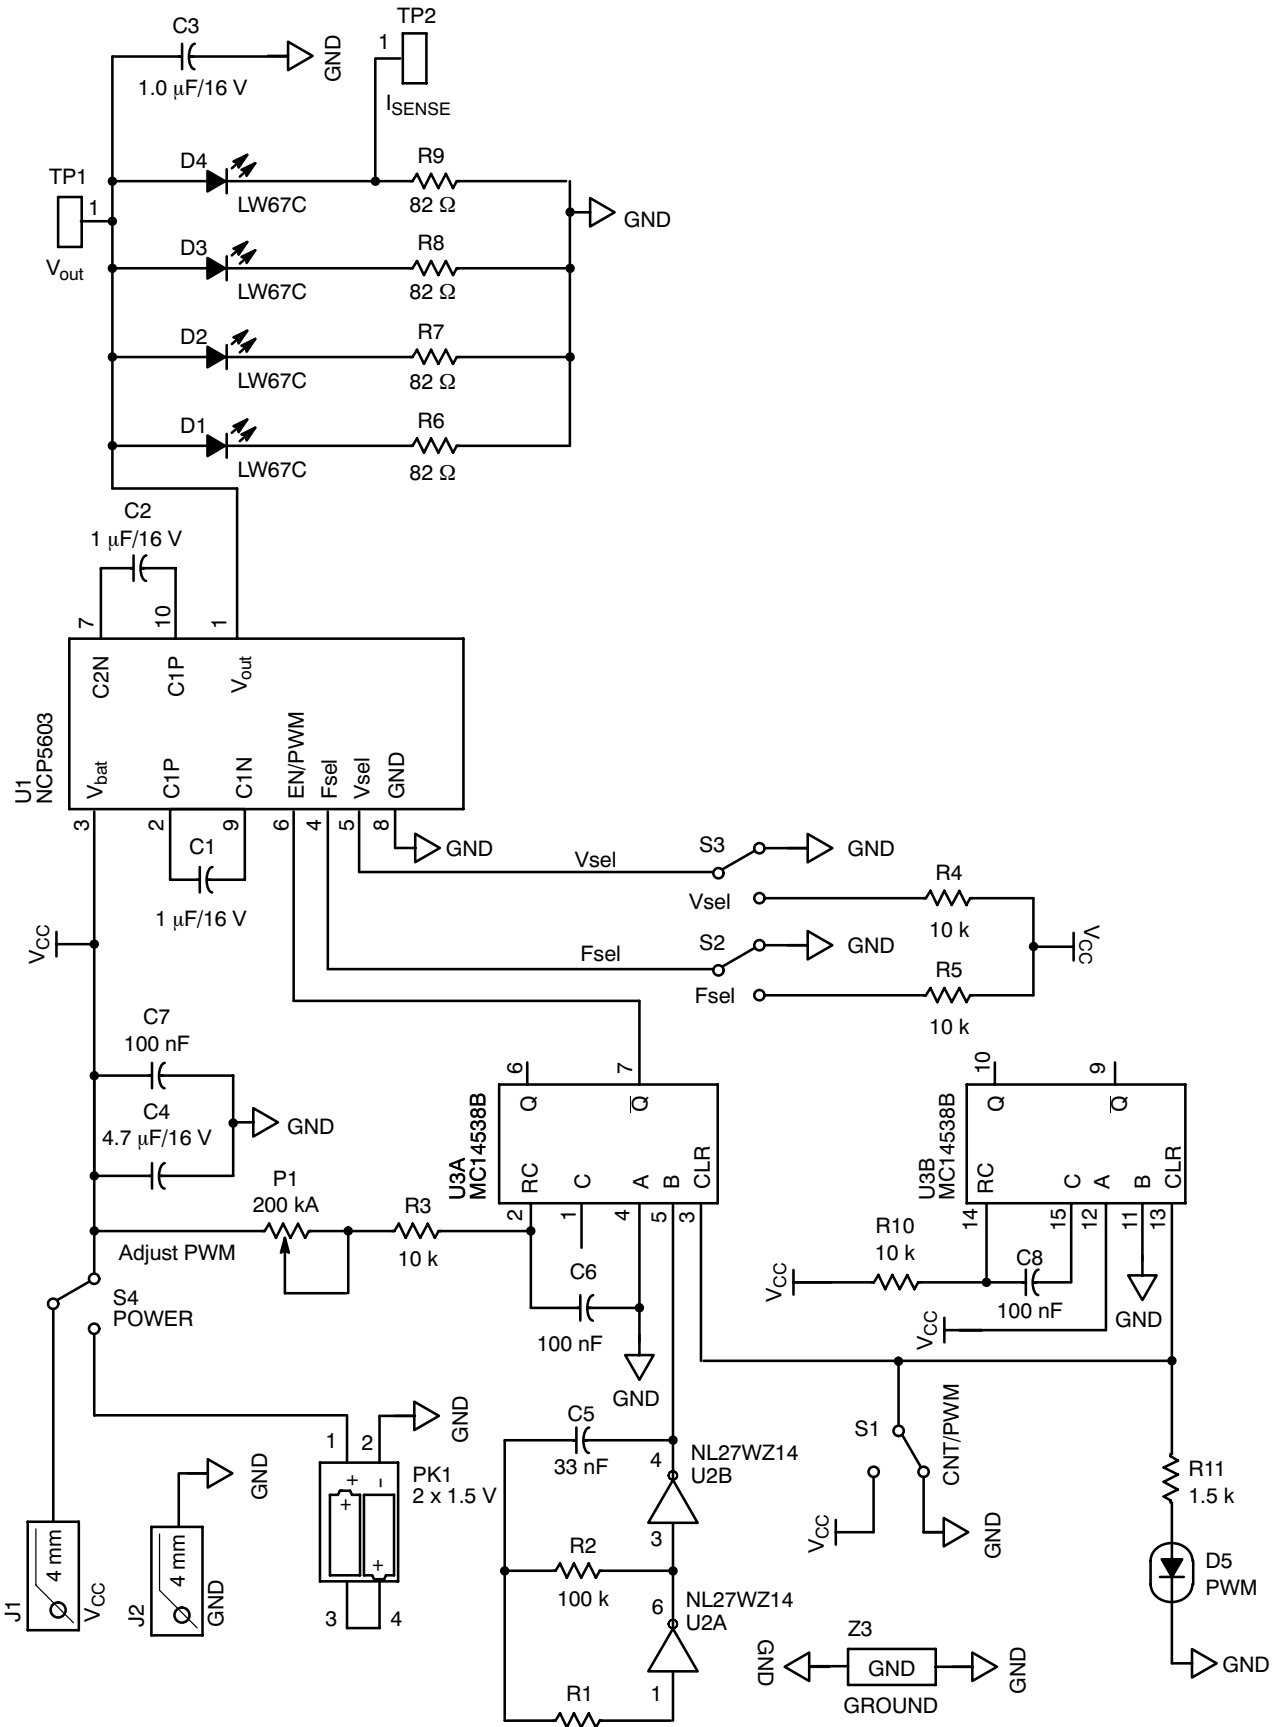 C3
1.0 μF/16 V
GND
TP2
1
ISENSE
TP1
1
Vout
D4
LW67C
R9
82 Ω
GND
D3
LW67C
R8
82 Ω
D2
LW67C
R7
82 Ω
D1
LW67C
R6
82 Ω
C2
1 μF/16 V
7
10
1
C2N
C1P
Vout
U1
NCP5603
Vbat
C1P
C1N
EN/PWM
Fsel
Vsel
GND
3
2
9
6
4
5
8
C1
1 μF/16 V
GND
Vsel
S3
GND
Vsel
R4
10 k
VCC
Fsel
S2
GND
Fsel
R5
10 k
VCC
C7
100 nF
C4
4.7 μF/16 V
GND
P1
200 kA
Adjust PWM
R3
10 k
U3A
MC14538B
6
7
Q
Q̅
RC
C
A
B
CLR
2
1
4
5
3
C6
100 nF
GND
U3B
MC14538B
10
9
Q
Q̅
RC
C
A
B
CLR
14
15
12
11
13
R10
10 k
VCC
C8
100 nF
VCC
GND
S4
POWER
1
2
GND
PK1
2 x 1.5 V
+
-
+
+
3
4
J1
4 mm
VCC
J2
4 mm
GND
GND
C5
33 nF
4
NL27WZ14
U2B
3
R2
100 k
6
NL27WZ14
U2A
1
R1
S1
CNT/PWM
VCC
GND
R11
1.5 k
D5
PWM
GND
Z3
GND
GND
GND
GROUND